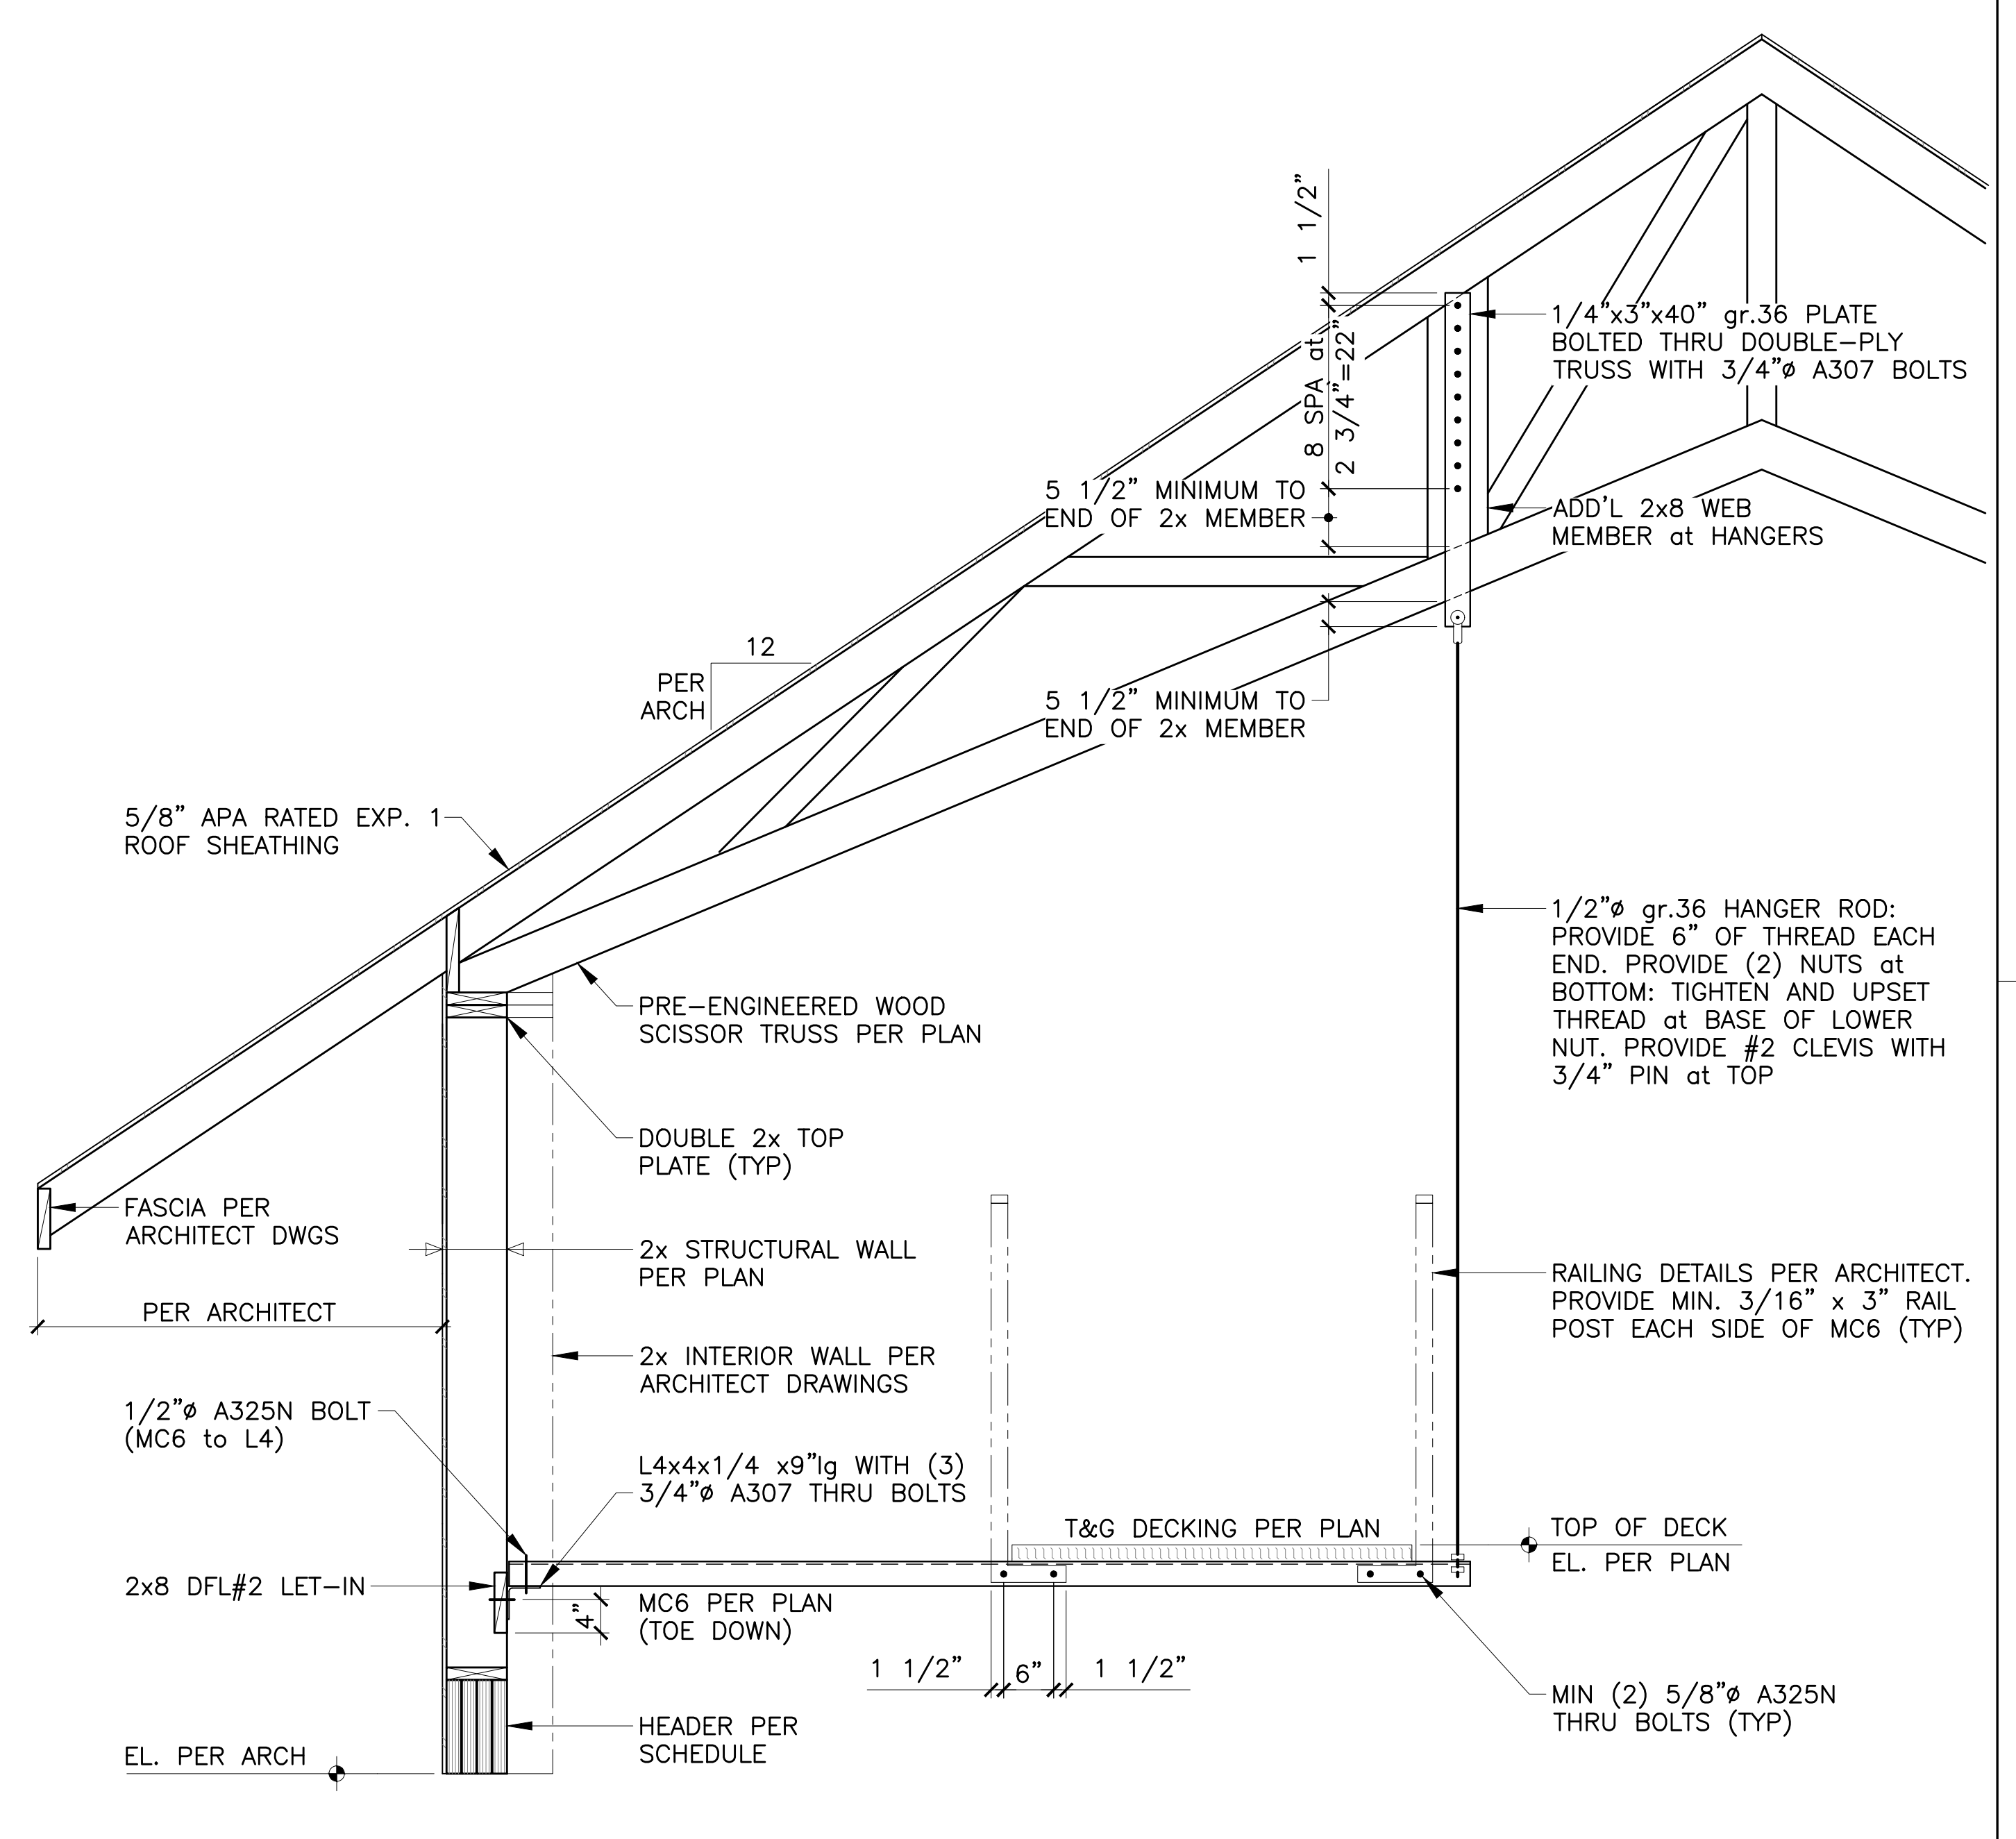 1 1/2"
8 SPA at
2 3/4"=22"
1/4"x3"x40" gr.36 PLATE
BOLTED THRU DOUBLE-PLY
TRUSS WITH 3/4"ø A307 BOLTS
5 1/2" MINIMUM TO
END OF 2x MEMBER
ADD'L 2x8 WEB
MEMBER at HANGERS
12
PER
ARCH
5 1/2" MINIMUM TO
END OF 2x MEMBER
5/8" APA RATED EXP. 1
ROOF SHEATHING
1/2"ø gr.36 HANGER ROD:
PROVIDE 6" OF THREAD EACH
END. PROVIDE (2) NUTS at
BOTTOM: TIGHTEN AND UPSET
THREAD at BASE OF LOWER
NUT. PROVIDE #2 CLEVIS WITH
3/4" PIN at TOP
PRE-ENGINEERED WOOD
SCISSOR TRUSS PER PLAN
DOUBLE 2x TOP
PLATE (TYP)
FASCIA PER
ARCHITECT DWGS
2x STRUCTURAL WALL
PER PLAN
RAILING DETAILS PER ARCHITECT.
PROVIDE MIN. 3/16" x 3" RAIL
POST EACH SIDE OF MC6 (TYP)
PER ARCHITECT
2x INTERIOR WALL PER
ARCHITECT DRAWINGS
1/2"ø A325N BOLT
(MC6 to L4)
L4x4x1/4 x9"lg WITH (3)
3/4"ø A307 THRU BOLTS
T&G DECKING PER PLAN
TOP OF DECK
EL. PER PLAN
2x8 DFL#2 LET-IN
4"
MC6 PER PLAN
(TOE DOWN)
1 1/2"
6"
1 1/2"
MIN (2) 5/8"ø A325N
THRU BOLTS (TYP)
HEADER PER
SCHEDULE
EL. PER ARCH